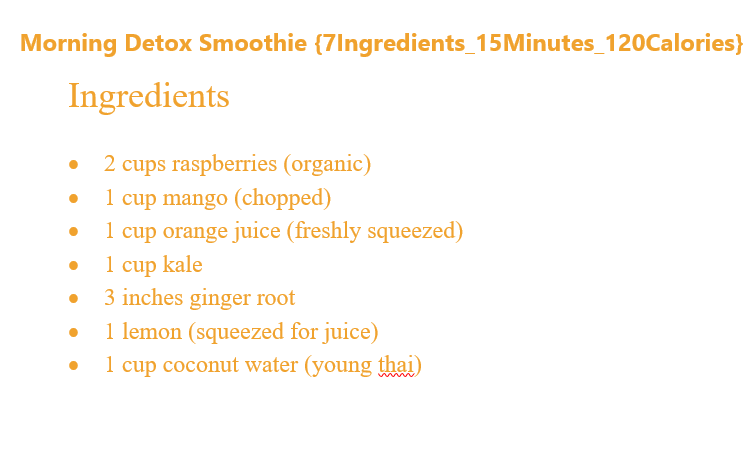 Morning Detox Smoothie {7Ingredients_15Minutes_120Calories}
Ingredients
• 2 cups raspberries (organic)
• 1 cup mango (chopped)
• 1 cup orange juice (freshly squeezed)
• 1 cup kale
• 3 inches ginger root
• 1 lemon (squeezed for juice)
• 1 cup coconut water (young thai)